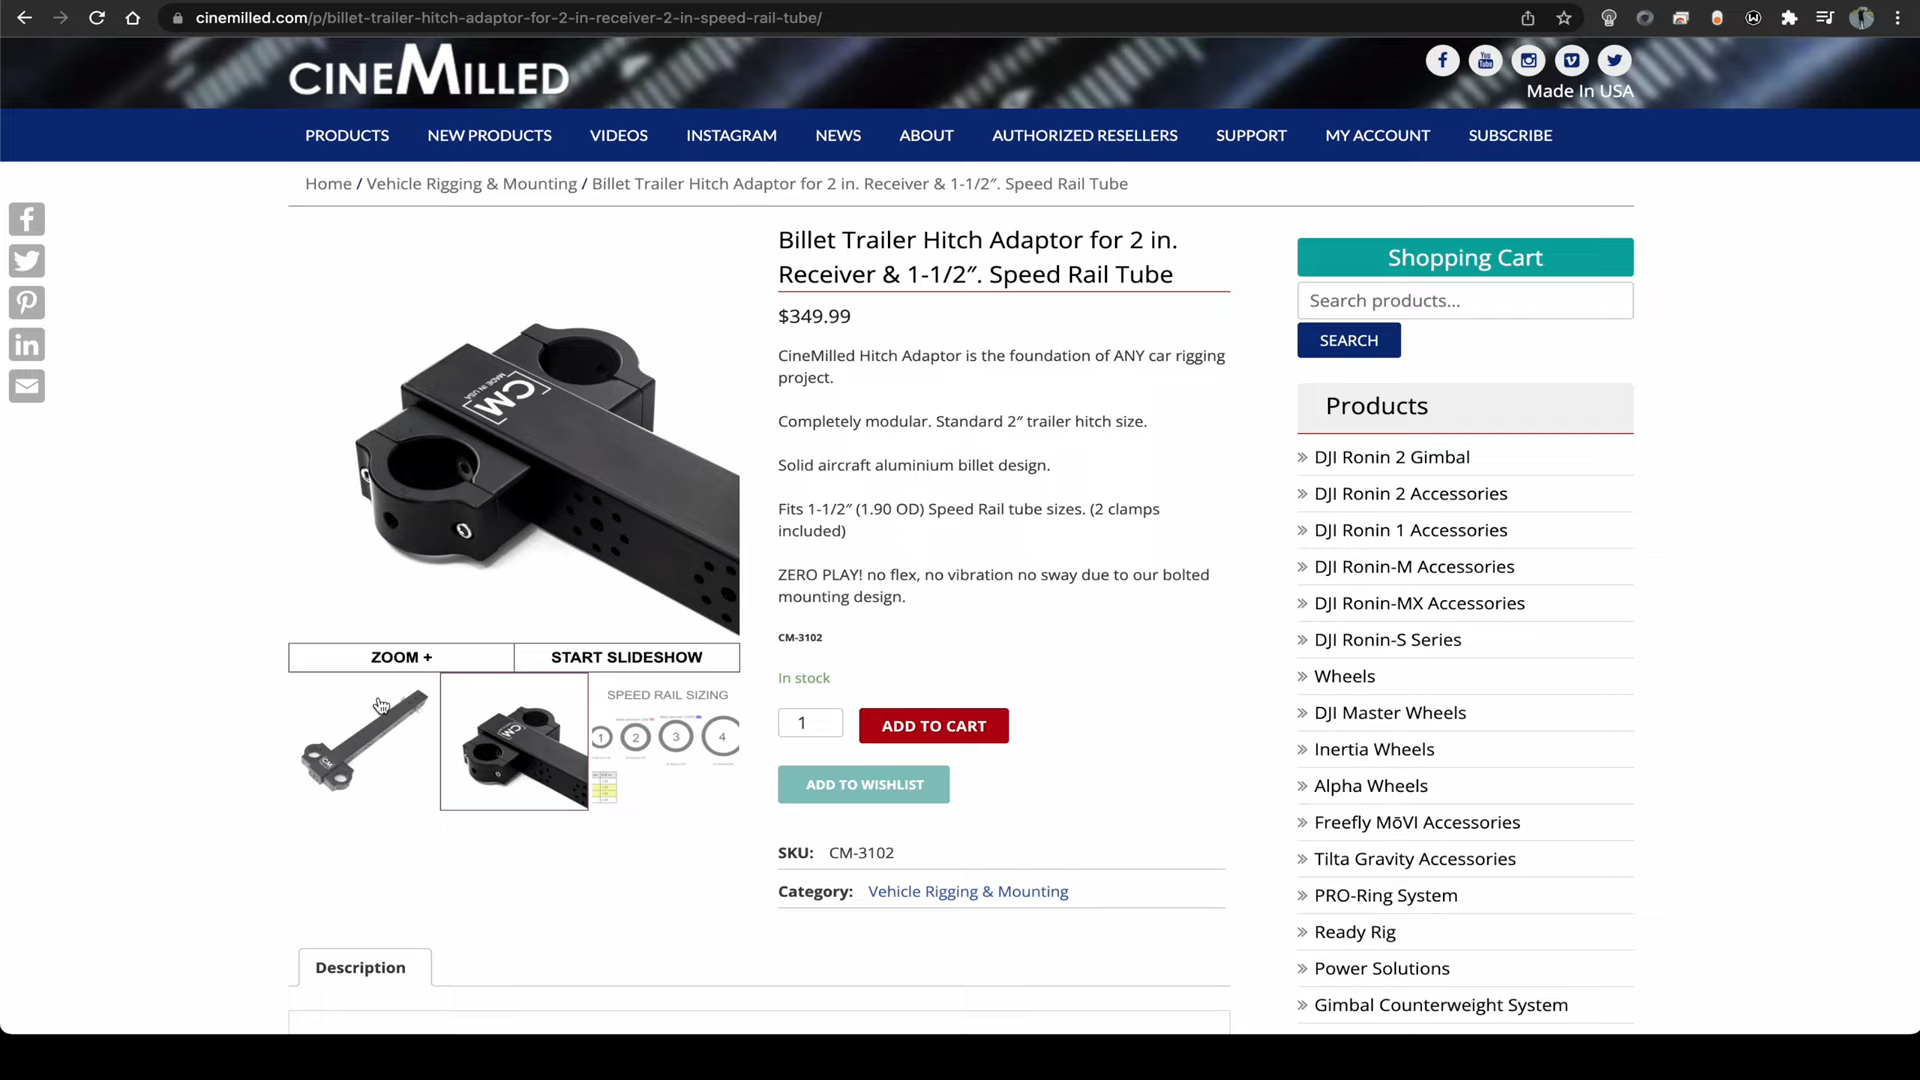 cinemilled.com/p/billet-trailer-hitch-adaptor-for-2-in-receiver-2-in-speed-rail-tube/
CINEMILLED
Made In USA
PRODUCTS NEW PRODUCTS VIDEOS INSTAGRAM NEWS ABOUT AUTHORIZED RESELLERS SUPPORT MY ACCOUNT SUBSCRIBE
Home / Vehicle Rigging & Mounting / Billet Trailer Hitch Adaptor for 2 in. Receiver & 1-1/2″. Speed Rail Tube
Billet Trailer Hitch Adaptor for 2 in.
Receiver & 1-1/2″. Speed Rail Tube
$349.99
CineMilled Hitch Adaptor is the foundation of ANY car rigging
project.
Completely modular. Standard 2″ trailer hitch size.
Solid aircraft aluminium billet design.
Fits 1-1/2″ (1.90 OD) Speed Rail tube sizes. (2 clamps
included)
ZERO PLAY! no flex, no vibration no sway due to our bolted
mounting design.
CM-3102
In stock
1 ADD TO CART
ADD TO WISHLIST
SKU: CM-3102
Category: Vehicle Rigging & Mounting
CM
MADE IN USA
ZOOM + START SLIDESHOW
CM
CM
SPEED RAIL SIZING
1 2 3 4
Description
Shopping Cart
Search products...
SEARCH
Products
» DJI Ronin 2 Gimbal
» DJI Ronin 2 Accessories
» DJI Ronin 1 Accessories
» DJI Ronin-M Accessories
» DJI Ronin-MX Accessories
» DJI Ronin-S Series
» Wheels
» DJI Master Wheels
» Inertia Wheels
» Alpha Wheels
» Freefly MōVI Accessories
» Tilta Gravity Accessories
» PRO-Ring System
» Ready Rig
» Power Solutions
» Gimbal Counterweight System